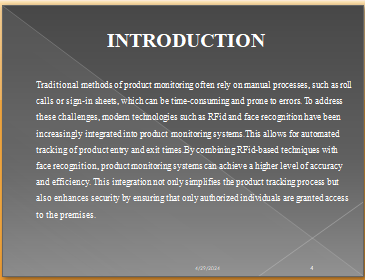 INTRODUCTION
Traditional methods of product monitoring often rely on manual processes, such as roll
calls or sign-in sheets, which can be time-consuming and prone to errors. To address
these challenges, modern technologies such as RFid and face recognition have been
increasingly integrated into product monitoring systems.This allows for automated
tracking of product entry and exit times.By combining RFid-based techniques with
face recognition, product monitoring systems can achieve a higher level of accuracy
and efficiency. This integration not only simplifies the product tracking process but
also enhances security by ensuring that only authorized individuals are granted access
to the premises.
4/27/2024
4